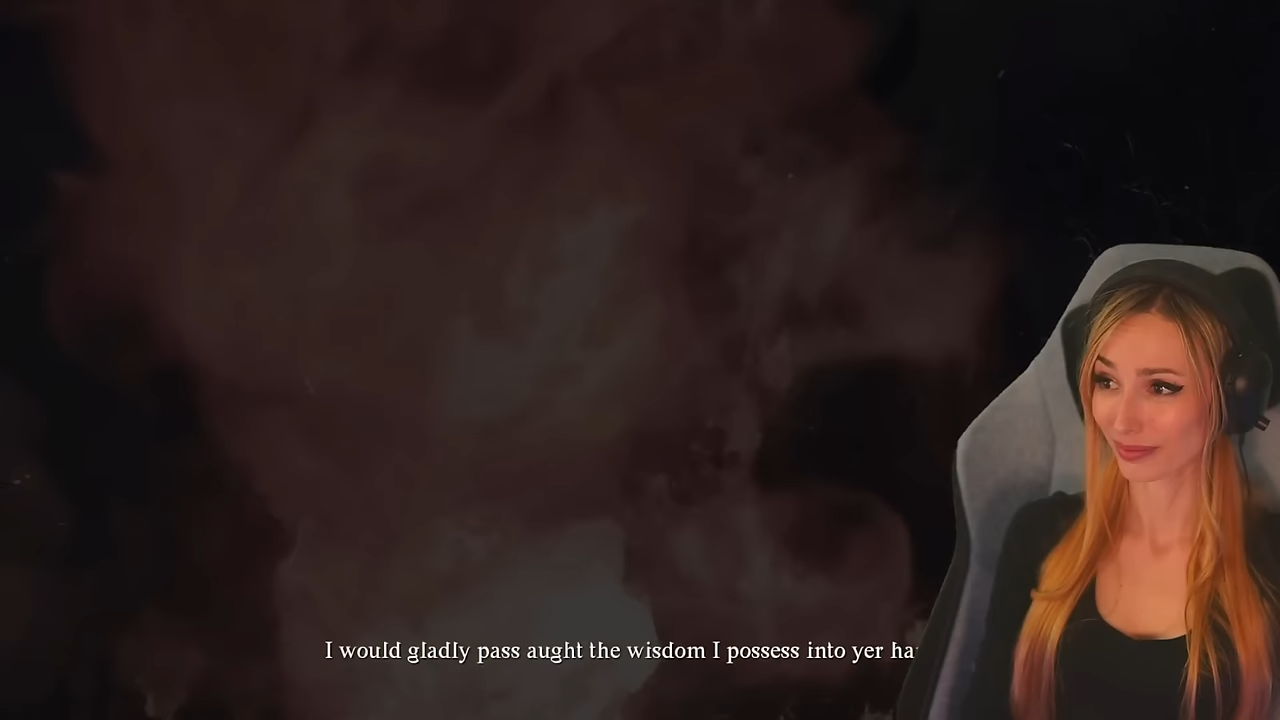 I would gladly pass aught the wisdom I possess into yer